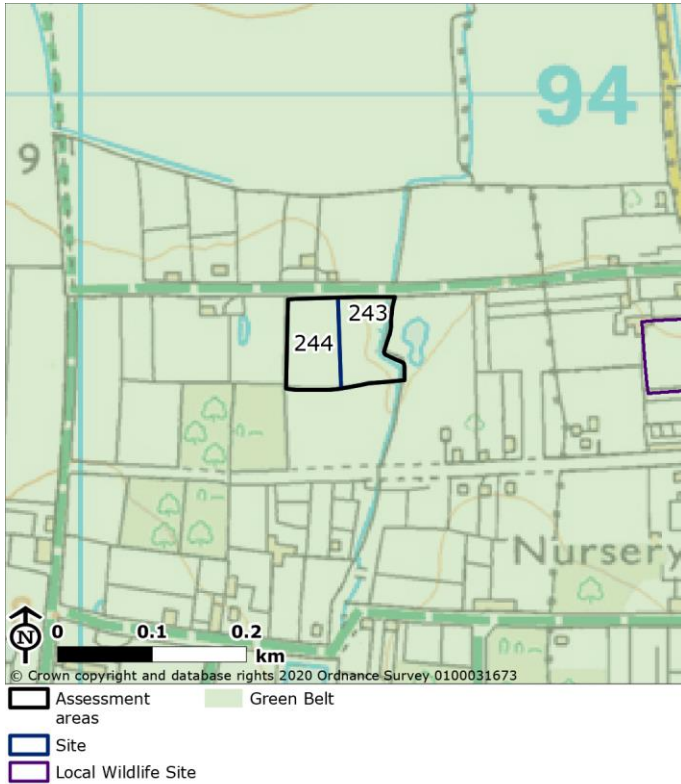 94
9
243
244
Nursery
N
0 0.1 0.2
km
© Crown copyright and database rights 2020 Ordnance Survey 0100031673
Assessment areas
Green Belt
Site
Local Wildlife Site